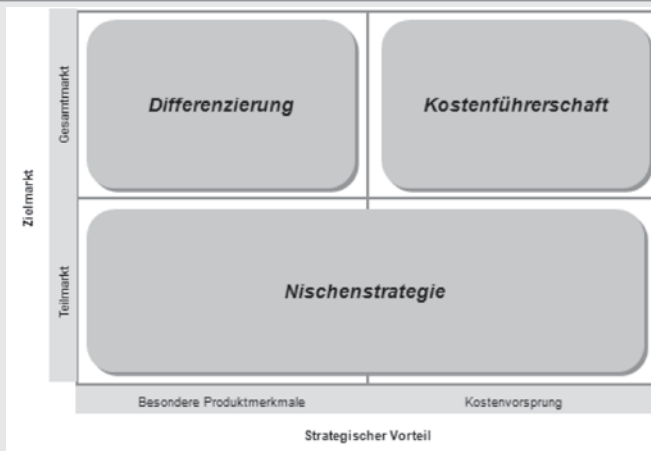 Zielmarkt
Gesamtmarkt
Differenzierung
Kostenführerschaft
Teilmarkt
Nischenstrategie
Besondere Produktmerkmale
Kostenvorsprung
Strategischer Vorteil